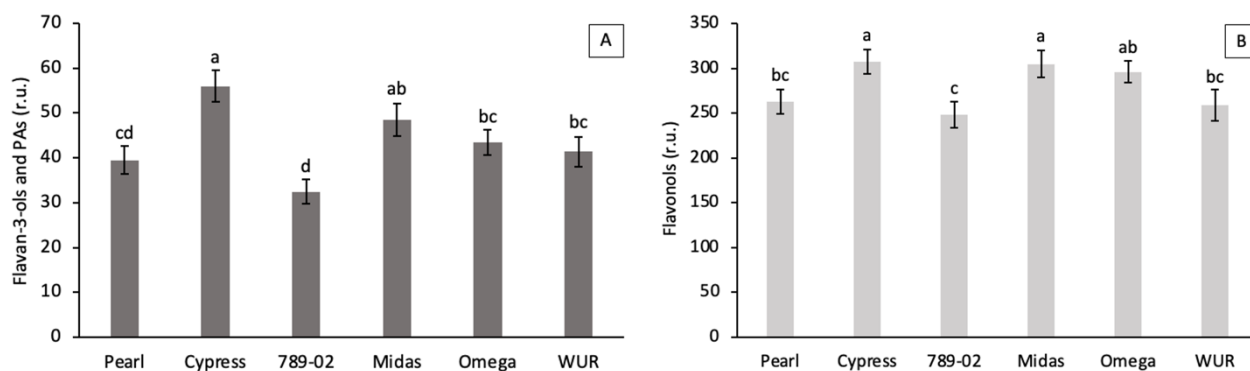 A
Flavan-3-ols and PAs (r.u.)
70
60
50
40
30
20
10
0
cd
a
d
ab
bc
bc
Pearl Cypress 789-02 Midas Omega WUR
B
Flavonols (r.u.)
350
300
250
200
150
100
50
0
bc
a
c
a
ab
bc
Pearl Cypress 789-02 Midas Omega WUR